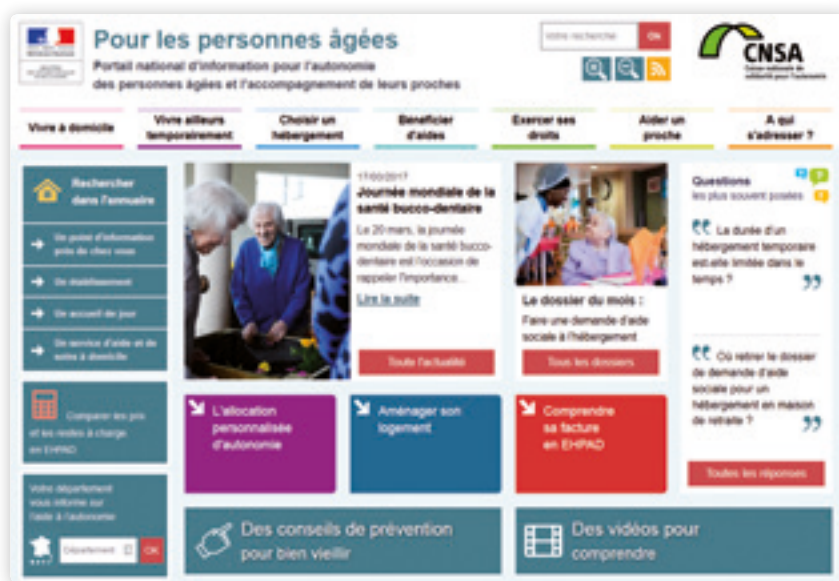 Pour les personnes âgées
Portail national d'information pour l'autonomie
des personnes âgées et l'accompagnement de leurs proches
votre recherche
Ok
CNSA
Caisse nationale de
solidarité pour l'autonomie
Vivre à domicile
Vivre ailleurs
temporairement
Choisir un
hébergement
Bénéficier
d'aides
Exercer ses
droits
Aider un
proche
A qui
s'adresser ?
Rechercher
dans l'annuaire
Un point d'information
près de chez vous
Un établissement
Un accueil de jour
Un service d'aide et de
soins à domicile
Comparer les prix
et les restes à charge
en EHPAD
Votre département
vous informe sur
l'aide à l'autonomie
Département
OK
17/03/2017
Journée mondiale de la
santé bucco-dentaire
Le 20 mars, la journée
mondiale de la santé bucco-
dentaire est l'occasion de
rappeler l'importance...
Lire la suite
Toute l'actualité
Le dossier du mois :
Faire une demande d'aide
sociale à l'hébergement
Tous les dossiers
Questions
les plus souvent posées
La durée d'un
hébergement temporaire
est-elle limitée dans le
temps ?
Où retirer le dossier
de demande d'aide
sociale pour un
hébergement en maison
de retraite ?
Toutes les réponses
L'allocation
personnalisée
d'autonomie
Aménager son
logement
Comprendre
sa facture
en EHPAD
Des conseils de prévention
pour bien vieillir
Des vidéos pour
comprendre